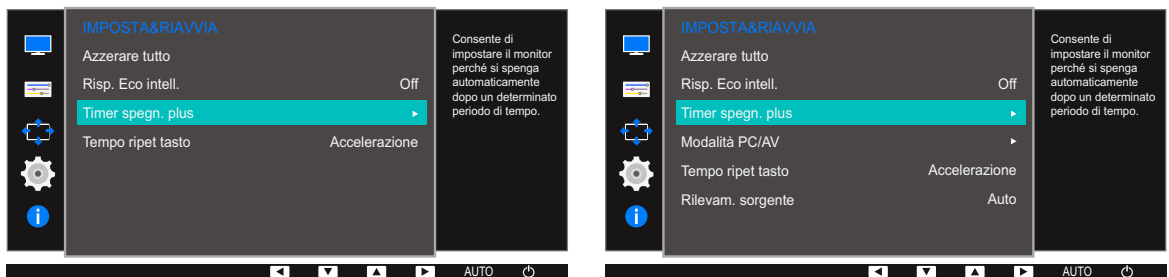 IMPOSTA&RIAVVIA
Azzerare tutto
Risp. Eco intell. Off
Timer spegn. plus
Tempo ripet tasto Accelerazione
Consente di
impostare il monitor
perché si spenga
automaticamente
dopo un determinato
periodo di tempo.
AUTO
IMPOSTA&RIAVVIA
Azzerare tutto
Risp. Eco intell. Off
Timer spegn. plus
Modalità PC/AV
Tempo ripet tasto Accelerazione
Rilevam. sorgente Auto
Consente di
impostare il monitor
perché si spenga
automaticamente
dopo un determinato
periodo di tempo.
AUTO